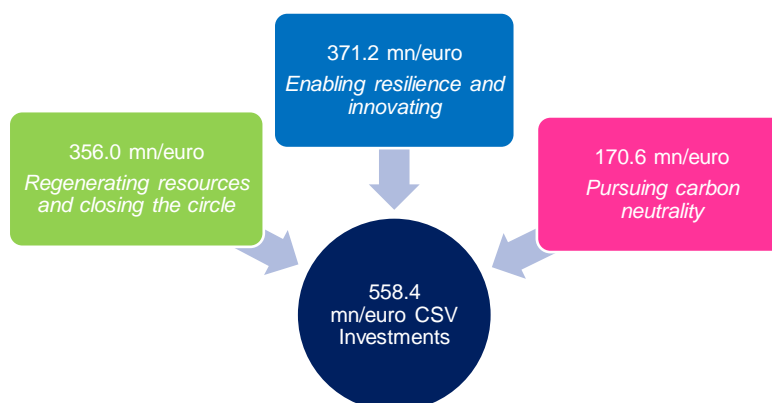 371.2 mn/euro
Enabling resilience and
innovating
356.0 mn/euro
Regenerating resources
and closing the circle
170.6 mn/euro
Pursuing carbon
neutrality
558.4
mn/euro CSV
Investments